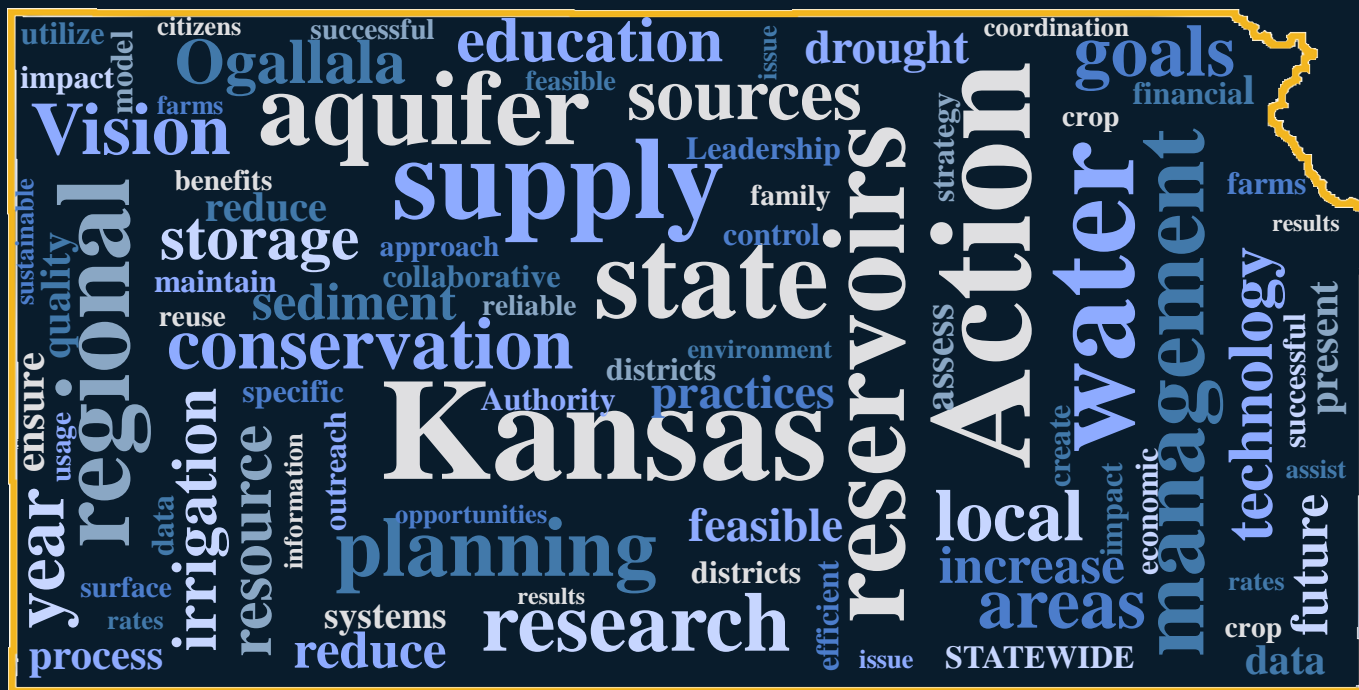 utilize
citizens
successful
education
issue
drought
coordination
goals
model
Ogallala
impact
feasible
aquifer
sources
Action
financial
farms
Vision
strategy
crop
supply
Leadership
reservoirs
water
management
sustainable
regional
benefits
reduce
family
farms
results
storage
approach
control
quality
maintain
collaborative
state
technology
sediment
reliable
reuse
assess
present
successful
conservation
environment
ensure
districts
specific
Kansas
Authority
practices
usage
irrigation
resource
information
outreach
create
impact
economic
assist
year
data
opportunities
planning
feasible
local
future
surface
districts
efficient
increase
rates
rates
systems
results
research
areas
crop
process
reduce
issue
STATEWIDE
data